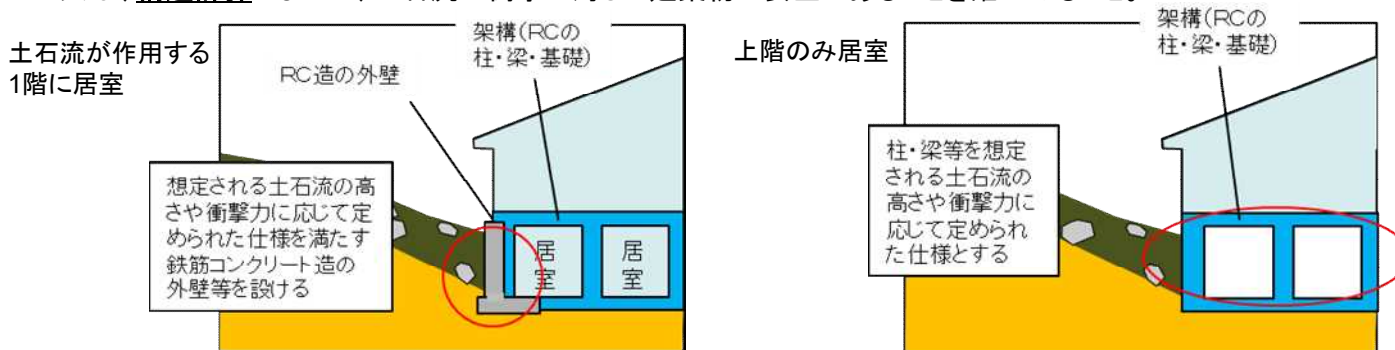 土石流が作用する
1階に居室
RC造の外壁
架構(RCの
柱・梁・基礎)
想定される土石流の高
さや衝撃力に応じて定
められた仕様を満たす
鉄筋コンクリート造の
外壁等を設ける
居
室
居
室
上階のみ居室
架構(RCの
柱・梁・基礎)
柱・梁等を想定
される土石流の
高さや衝撃力に
応じて定められ
た仕様とする